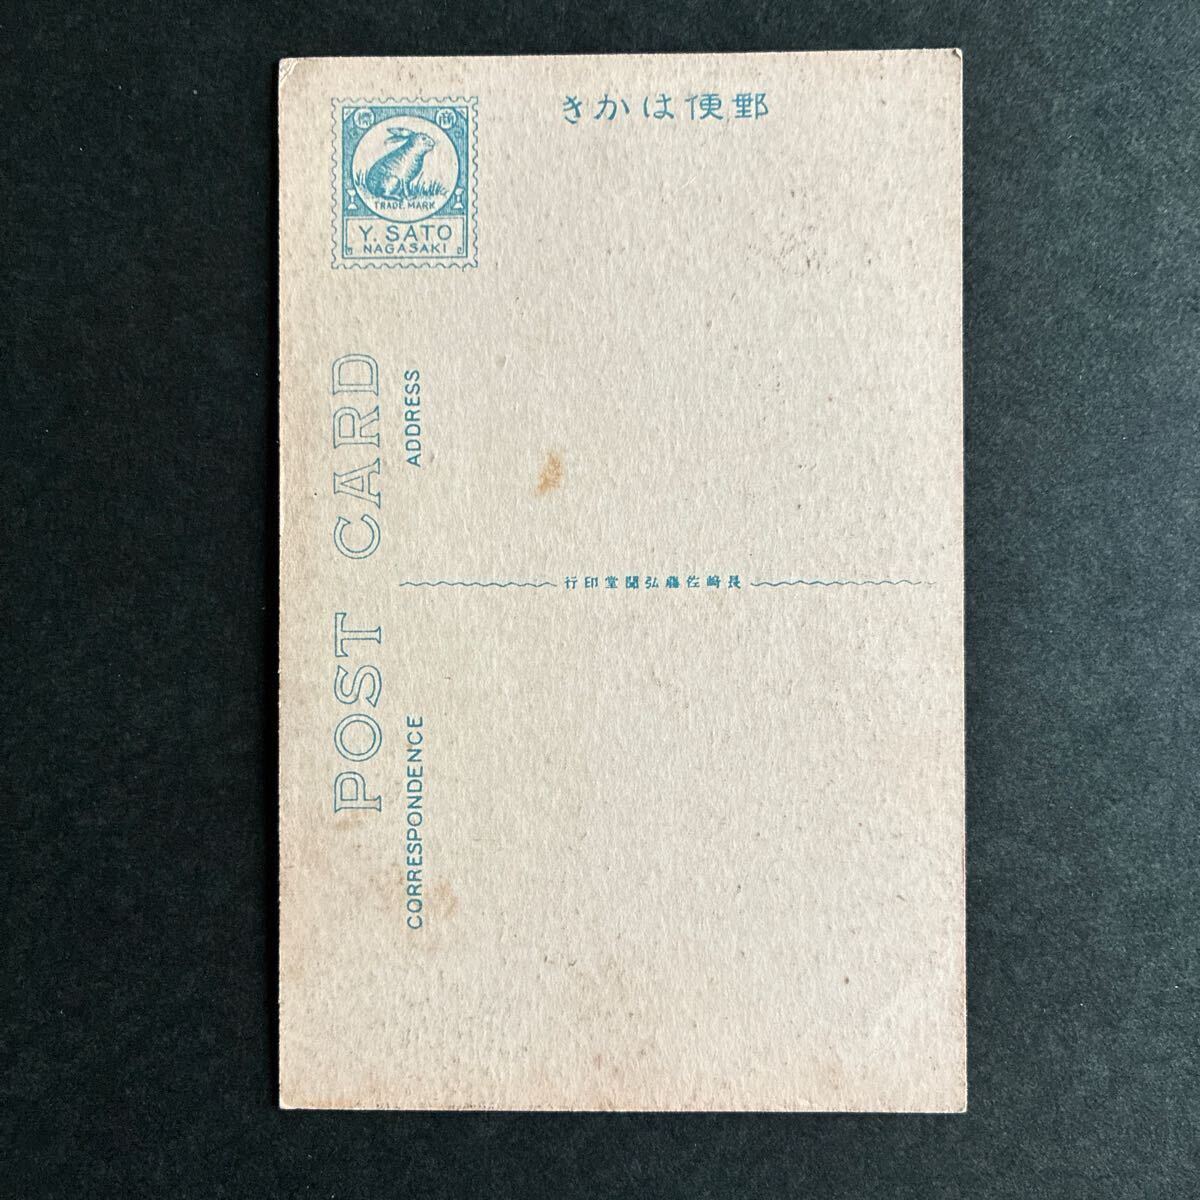 郵便はかき
商標
TRADE MARK
Y. SATO
NAGASAKI
POST CARD
ADDRESS
長崎佐藤弘聞堂印行
CORRESPONDENCE